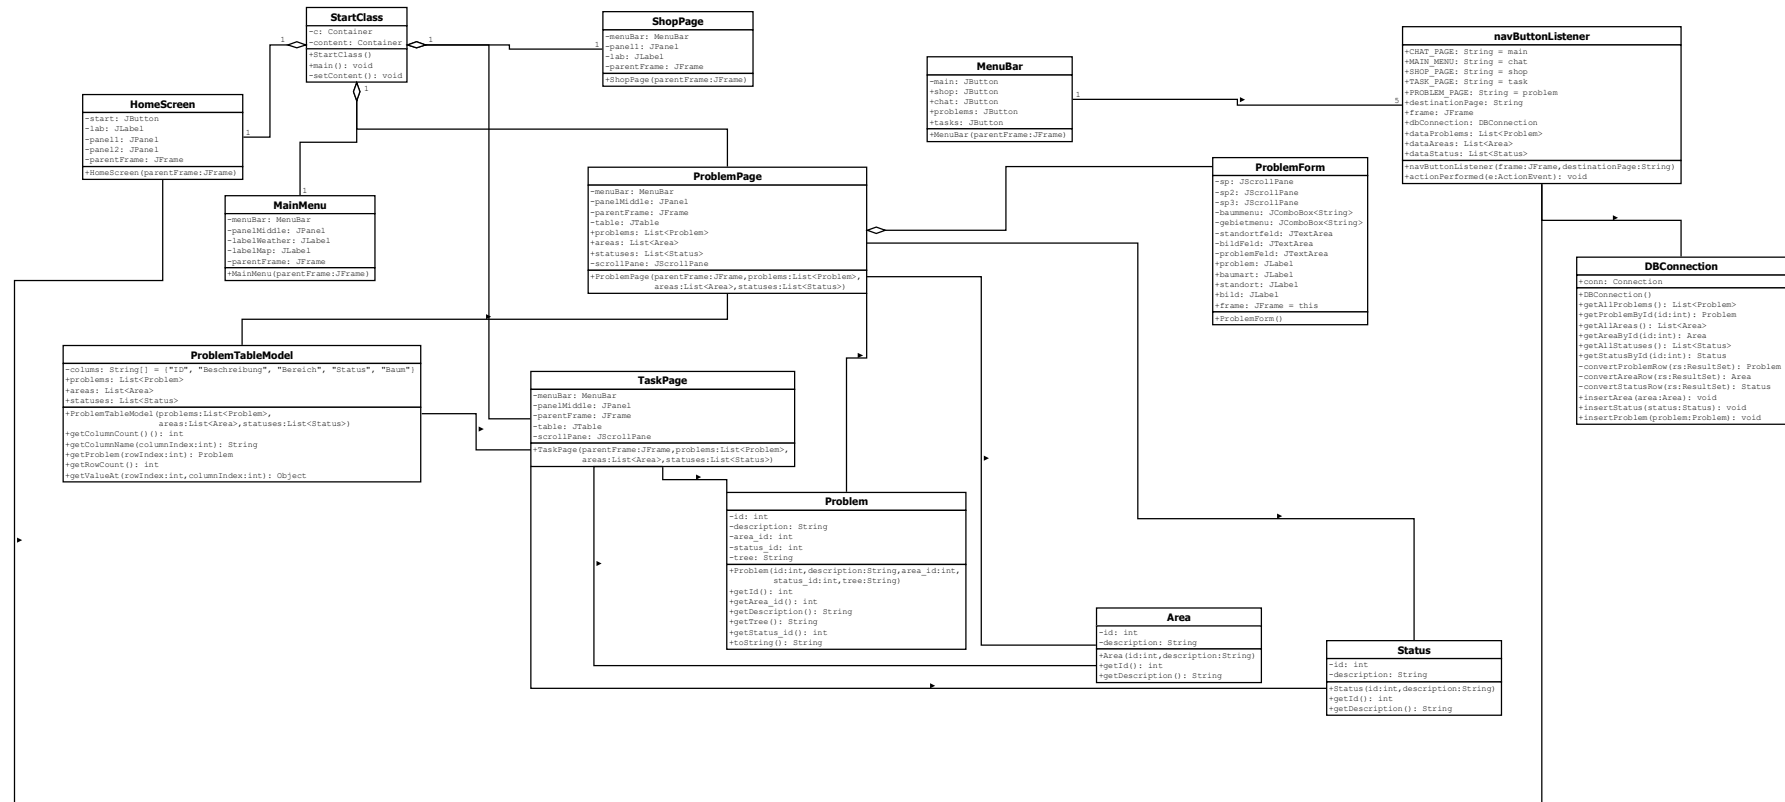 StartClass
-c: Container
-content: Container
+StartClass()
+main(): void
-setContent(): void
1
1
1
ShopPage
-menuBar: MenuBar
-panel1: JPanel
-lab: JLabel
-parentFrame: JFrame
+ShopPage(parentFrame:JFrame)
1
HomeScreen
-start: JButton
-lab: JLabel
-panel1: JPanel
-panel2: JPanel
-parentFrame: JFrame
+HomeScreen(parentFrame:JFrame)
1
MainMenu
-menuBar: MenuBar
-panelMiddle: JPanel
-labelWeather: JLabel
-labelMap: JLabel
-parentFrame: JFrame
+MainMenu(parentFrame:JFrame)
1
MenuBar
-main: JButton
-shop: JButton
-chat: JButton
-problems: JButton
-tasks: JButton
+MenuBar(parentFrame:JFrame)
1
5
navButtonListener
+CHAT_PAGE: String = main
+MAIN_MENU: String = chat
+SHOP_PAGE: String = shop
+TASK_PAGE: String = task
+PROBLEM_PAGE: String = problem
+destinationPage: String
+frame: JFrame
+dbConnection: DBConnection
+dataProblems: List<Problem>
+dataAreas: List<Area>
+dataStatus: List<Status>
+navButtonListener(frame:JFrame,destinationPage:String)
+actionPerformed(e:ActionEvent): void
ProblemPage
-menuBar: MenuBar
-panelMiddle: JPanel
-parentFrame: JFrame
-table: JTable
+problems: List<Problem>
+areas: List<Area>
+statuses: List<Status>
-scrollPane: JScrollPane
+ProblemPage(parentFrame:JFrame,problems:List<Problem>,
areas:List<Area>,statuses:List<Status>)
ProblemForm
-sp: JScrollPane
-sp2: JScrollPane
-sp3: JScrollPane
-baummenu: JComboBox<String>
-gebietmenu: JComboBox<String>
-standortfeld: JTextArea
-bildFeld: JTextArea
-problemFeld: JTextArea
+problem: JLabel
+baumart: JLabel
+standort: JLabel
+bild: JLabel
+frame: JFrame = this
+ProblemForm()
DBConnection
+conn: Connection
+DBConnection()
+getAllProblems(): List<Problem>
+getProblemById(id:int): Problem
+getAllAreas(): List<Area>
+getAreaById(id:int): Area
+getAllStatuses(): List<Status>
+getStatusById(id:int): Status
-convertProblemRow(rs:ResultSet): Problem
-convertAreaRow(rs:ResultSet): Area
-convertStatusRow(rs:ResultSet): Status
+insertArea(area:Area): void
+insertStatus(status:Status): void
+insertProblem(problem:Problem): void
ProblemTableModel
-colums: String[] = {"ID", "Beschreibung", "Bereich", "Status", "Baum"}
+problems: List<Problem>
+areas: List<Area>
+statuses: List<Status>
+ProblemTableModel(problems:List<Problem>,
areas:List<Area>,statuses:List<Status>)
+getColumnCount()(): int
+getColumnName(columnIndex:int): String
+getProblem(rowIndex:int): Problem
+getRowCount(): int
+getValueAt(rowIndex:int,columnIndex:int): Object
TaskPage
-menuBar: MenuBar
-panelMiddle: JPanel
-parentFrame: JFrame
-table: JTable
-scrollPane: JScrollPane
+TaskPage(parentFrame:JFrame,problems:List<Problem>,
areas:List<Area>,statuses:List<Status>)
Problem
-id: int
-description: String
-area_id: int
-status_id: int
-tree: String
+Problem(id:int,description:String,area_id:int,
status_id:int,tree:String)
+getId(): int
+getArea_id(): int
+getDescription(): String
+getTree(): String
+getStatus_id(): int
+toString(): String
Area
-id: int
-description: String
+Area(id:int,description:String)
+getId(): int
+getDescription(): String
Status
-id: int
-description: String
+Status(id:int,description:String)
+getId(): int
+getDescription(): String